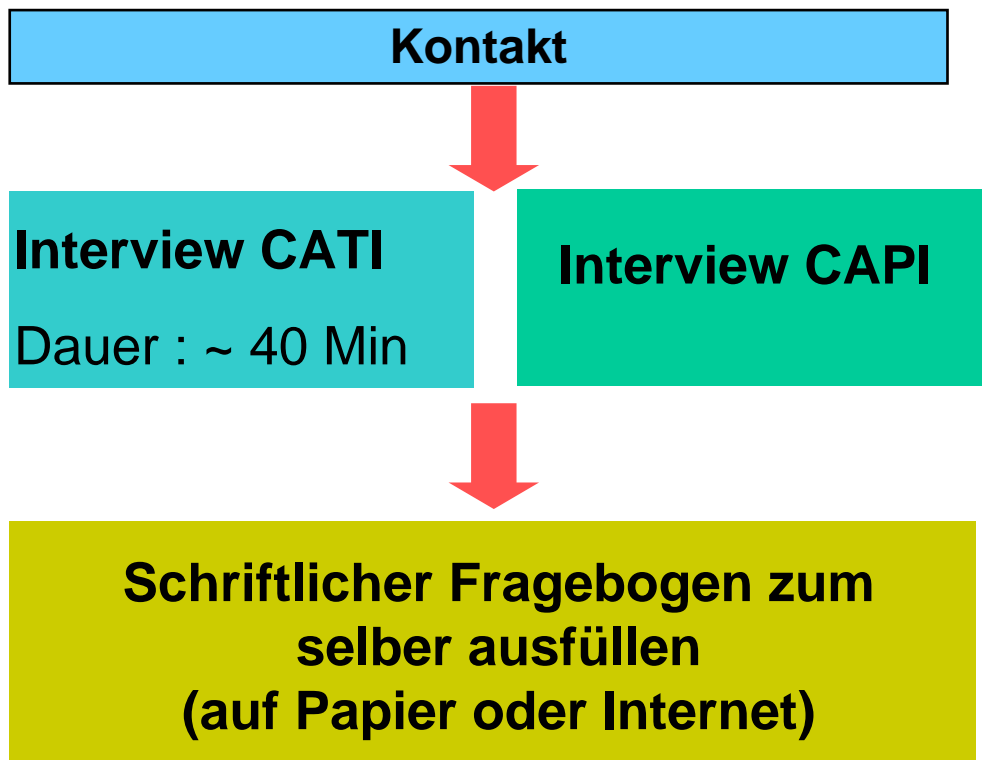 Kontakt
Interview CATI
Dauer : ~ 40 Min
Interview CAPI
Schriftlicher Fragebogen zum
selber ausfüllen
(auf Papier oder Internet)